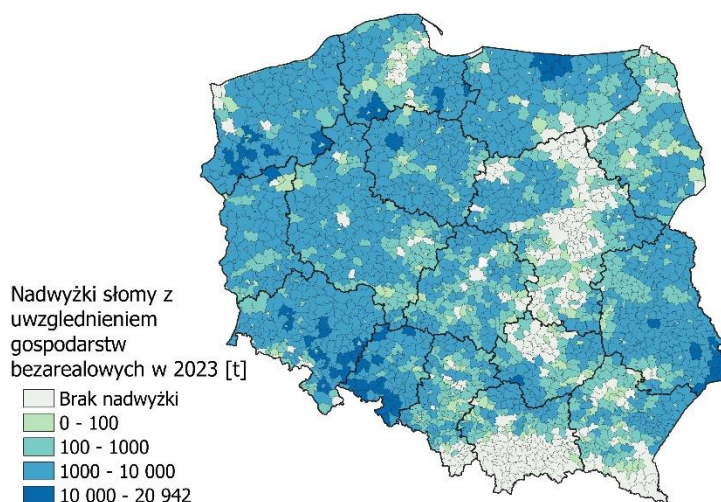 Nadwyżki słomy z
uwzglednieniem
gospodarstw
bezarealowych w 2023 [t]
Brak nadwyżki
0 - 100
100 - 1000
1000 - 10 000
10 000 - 20 942